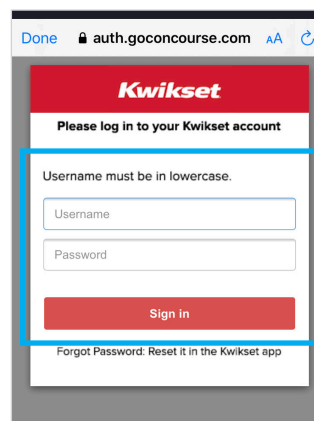 Done auth.goconcourse.com AA
Kwikset
Please log in to your Kwikset account
Username must be in lowercase.
Username
Password
Sign in
Forgot Password: Reset it in the Kwikset app